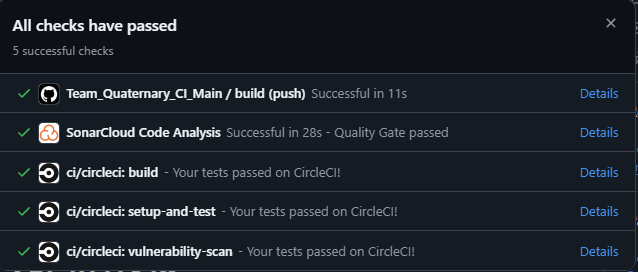 All checks have passed
5 successful checks
Team_Quaternary_CI_Main / build (push) Successful in 11s Details
SonarCloud Code Analysis Successful in 28s - Quality Gate passed Details
ci/circleci: build - Your tests passed on CircleCI! Details
ci/circleci: setup-and-test - Your tests passed on CircleCI! Details
ci/circleci: vulnerability-scan - Your tests passed on CircleCI! Details